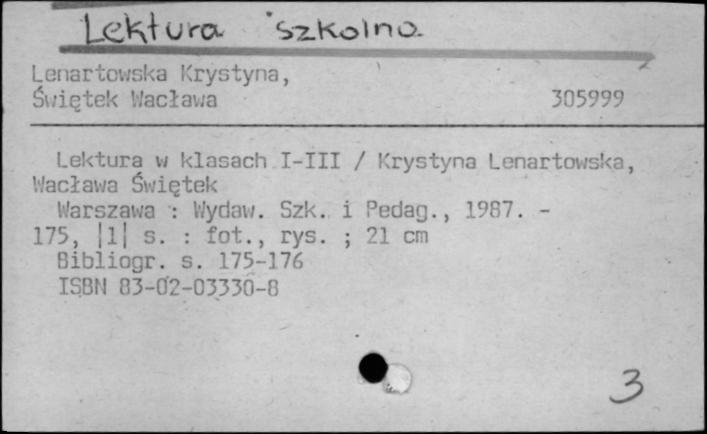 Lektura szkolna
Lenartowska Krystyna,
Świętek Wacława 305999
Lektura w klasach I-III / Krystyna Lenartowska,
Wacława Świętek
Warszawa : Wydaw. Szk. i Pedag., 1987. -
175, |1| s. : fot., rys. ; 21 cm
Bibliogr. s. 175-176
ISBN 83-02-03330-8
3